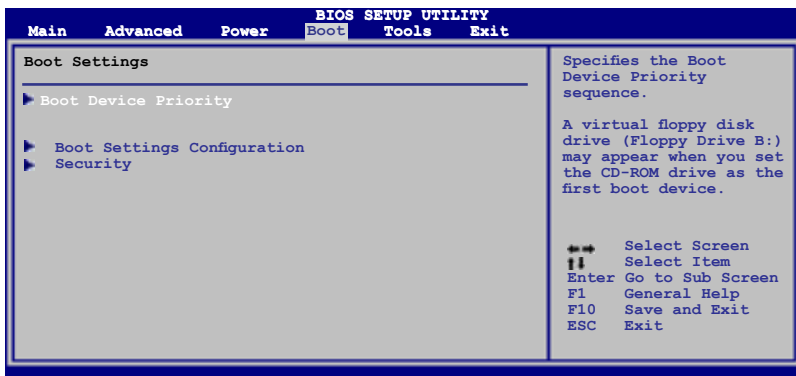 BIOS SETUP UTILITY
Main Advanced Power Boot Tools Exit
Boot Settings
Boot Device Priority
Boot Settings Configuration
Security
Specifies the Boot
Device Priority
sequence.
A virtual floppy disk
drive (Floppy Drive B:)
may appear when you set
the CD-ROM drive as the
first boot device.
←→ Select Screen
↑↓ Select Item
Enter Go to Sub Screen
F1 General Help
F10 Save and Exit
ESC Exit